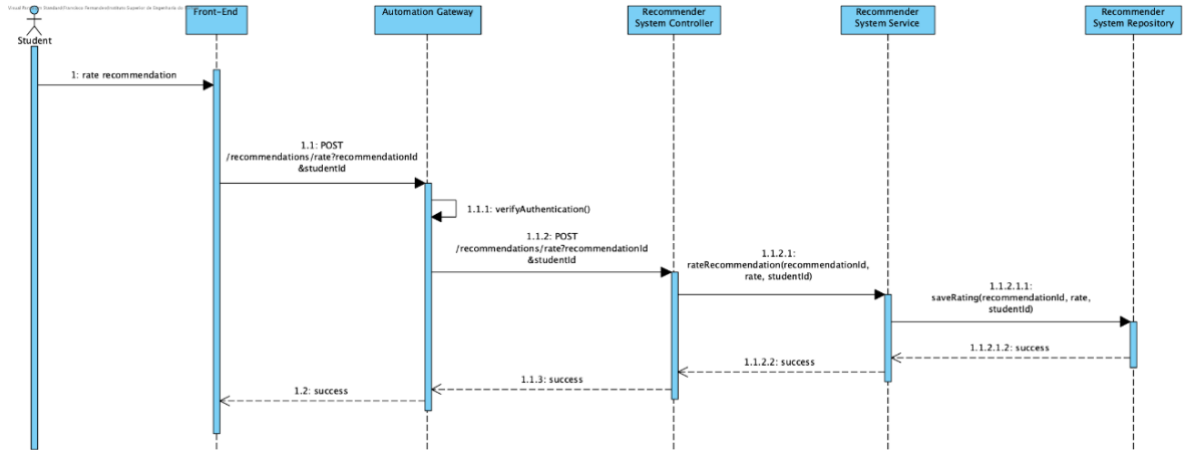 Front-End
Automation Gateway
Recommender
System Controller
Recommender
System Service
Recommender
System Repository
Student
1: rate recommendation
1.1: POST
/recommendations/rate?recommendationId
&studentId
1.1.1: verifyAuthentication()
1.1.2: POST
/recommendations/rate?recommendationId
&studentId
1.1.2.1:
rateRecommendation(recommendationId,
rate, studentId)
1.1.2.1.1:
saveRating(recommendationId, rate,
studentId)
1.1.2.1.2: success
1.1.2.2: success
1.1.3: success
1.2: success